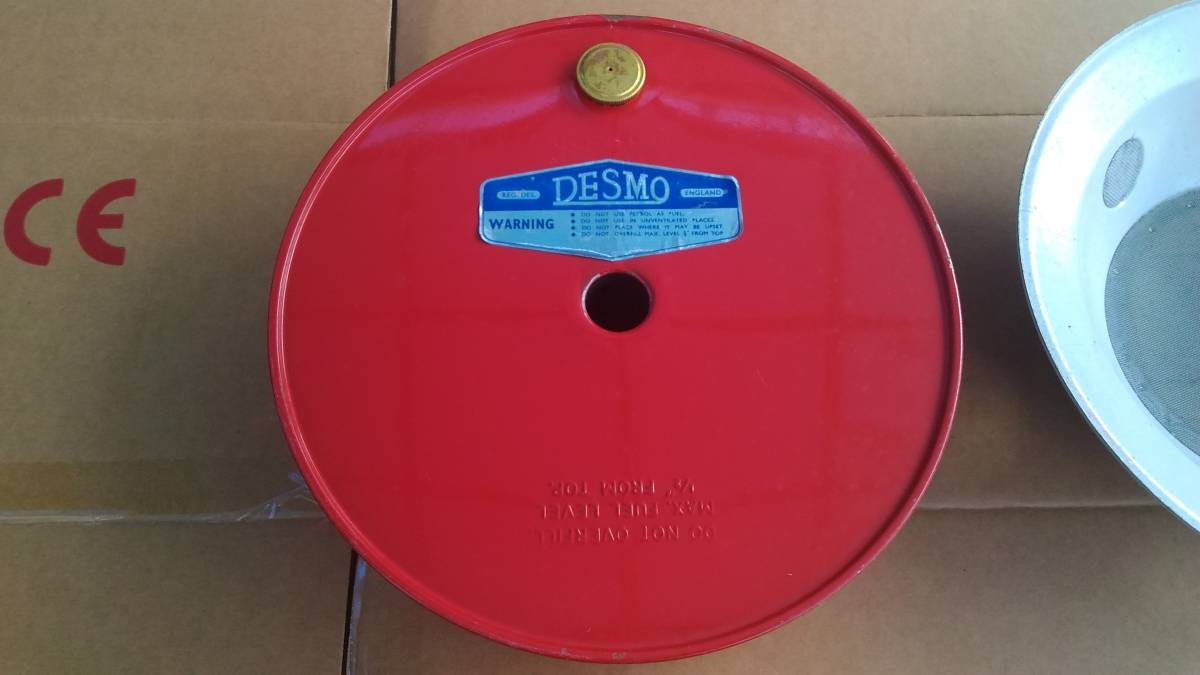 CE
REG. DES.
DESMO
ENGLAND
WARNING
• DO NOT USE PETROL AS FUEL.
• DO NOT USE IN UNVENTILATED PLACES.
• DO NOT PLACE WHERE IT MAY BE UPSET.
• DO NOT OVERFILL MAX. LEVEL ½" FROM TOP
DO NOT OVERFILL.
MAX. FUEL LEVEL
½" FROM TOP.